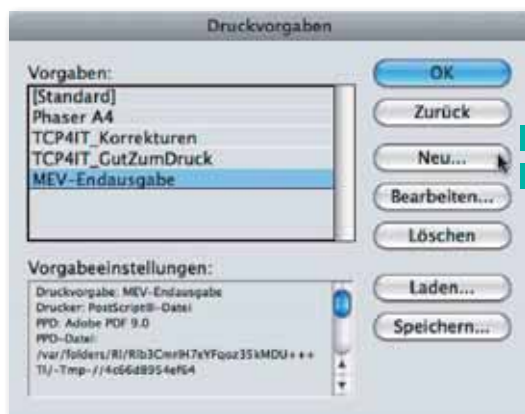 Druckvorgaben
Vorgaben:
[Standard]
Phaser A4
TCP4IT_Korrekturen
TCP4IT_GutZumDruck
MEV-Endausgabe
OK
Zurück
Neu...
Bearbeiten...
Löschen
Laden...
Speichern...
Vorgabeeinstellungen:
Druckvorgabe: MEV-Endausgabe
Drucker: PostScript®-Datei
PPD: Adobe PDF 9.0
PPD-Datei: